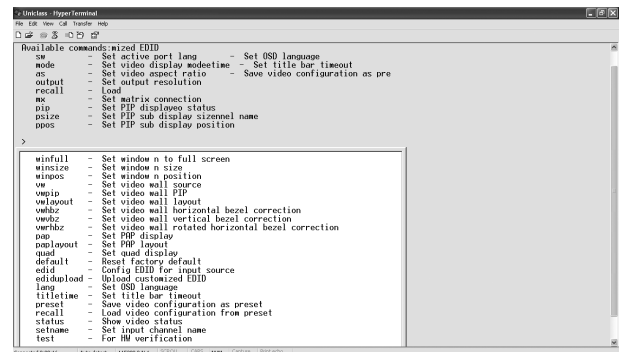 Uniclass - HyperTerminal
File Edit View Call Transfer Help
Available commands:mized EDID
sw - Set active port lang - Set OSD language
mode - Set video display modeetime - Set title bar timeout
as - Set video aspect ratio - Save video configuration as pre
output - Set output resolution
recall - Load
mx - Set matrix connection
pip - Set PIP displayeo status
psize - Set PIP sub display sizennel name
ppos - Set PIP sub display position
>
winfull - Set window n to full screen
winsize - Set window n size
winpos - Set window n position
vw - Set video wall source
vwpip - Set video wall PIP
vwlayout - Set video wall layout
vwhbz - Set video wall horizontal bezel correction
vwvbz - Set video wall vertical bezel correction
vwrhbz - Set video wall rotated horizontal bezel correction
pap - Set PAP display
paplayout - Set PAP layout
quad - Set quad display
default - Reset factory default
edid - Config EDID for input source
edidupload - Upload customized EDID
lang - Set OSD language
titletime - Set title bar timeout
preset - Save video configuration as preset
recall - Load video configuration from preset
status - Show video status
setname - Set input channel name
test - For HW verification